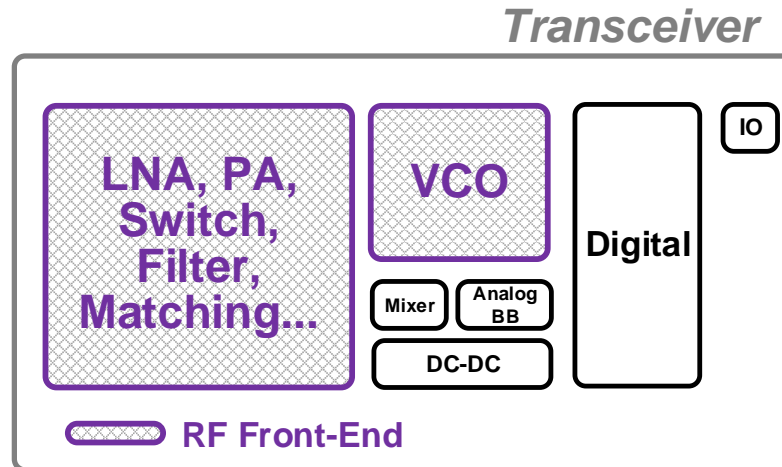 Transceiver
LNA, PA,
Switch,
Filter,
Matching...
VCO
Mixer
Analog
BB
DC-DC
Digital
IO
RF Front-End